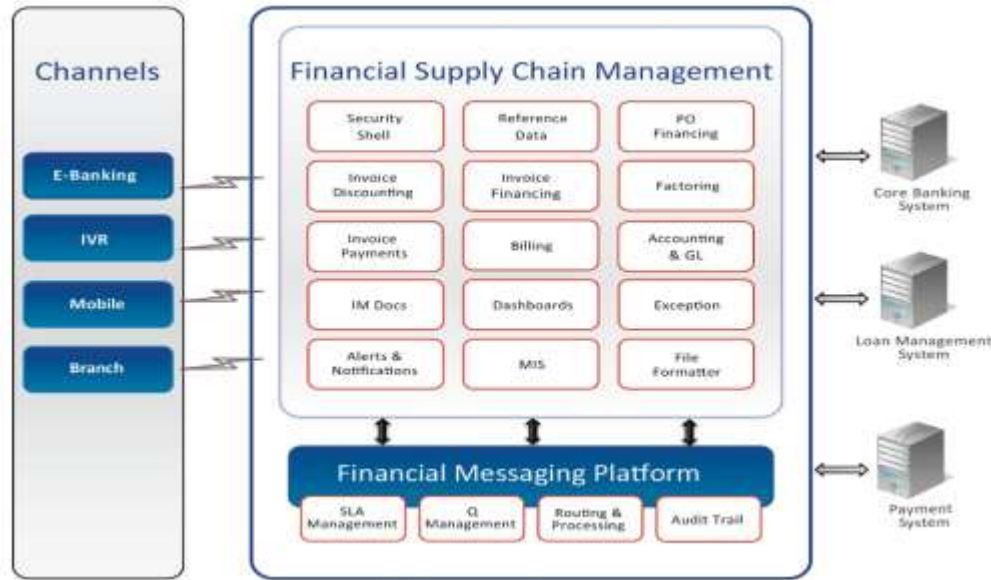 Channels
E-Banking
IVR
Mobile
Branch
Financial Supply Chain Management
Security
Shell
Reference
Data
PO
Financing
Invoice
Discounting
Invoice
Financing
Factoring
Invoice
Payments
Billing
Accounting
& GL
IM Docs
Dashboards
Exception
Alerts &
Notifications
MIS
File
Formatter
Financial Messaging Platform
SLA
Management
Q
Management
Routing &
Processing
Audit Trail
Core Banking
System
Loan Management
System
Payment
System